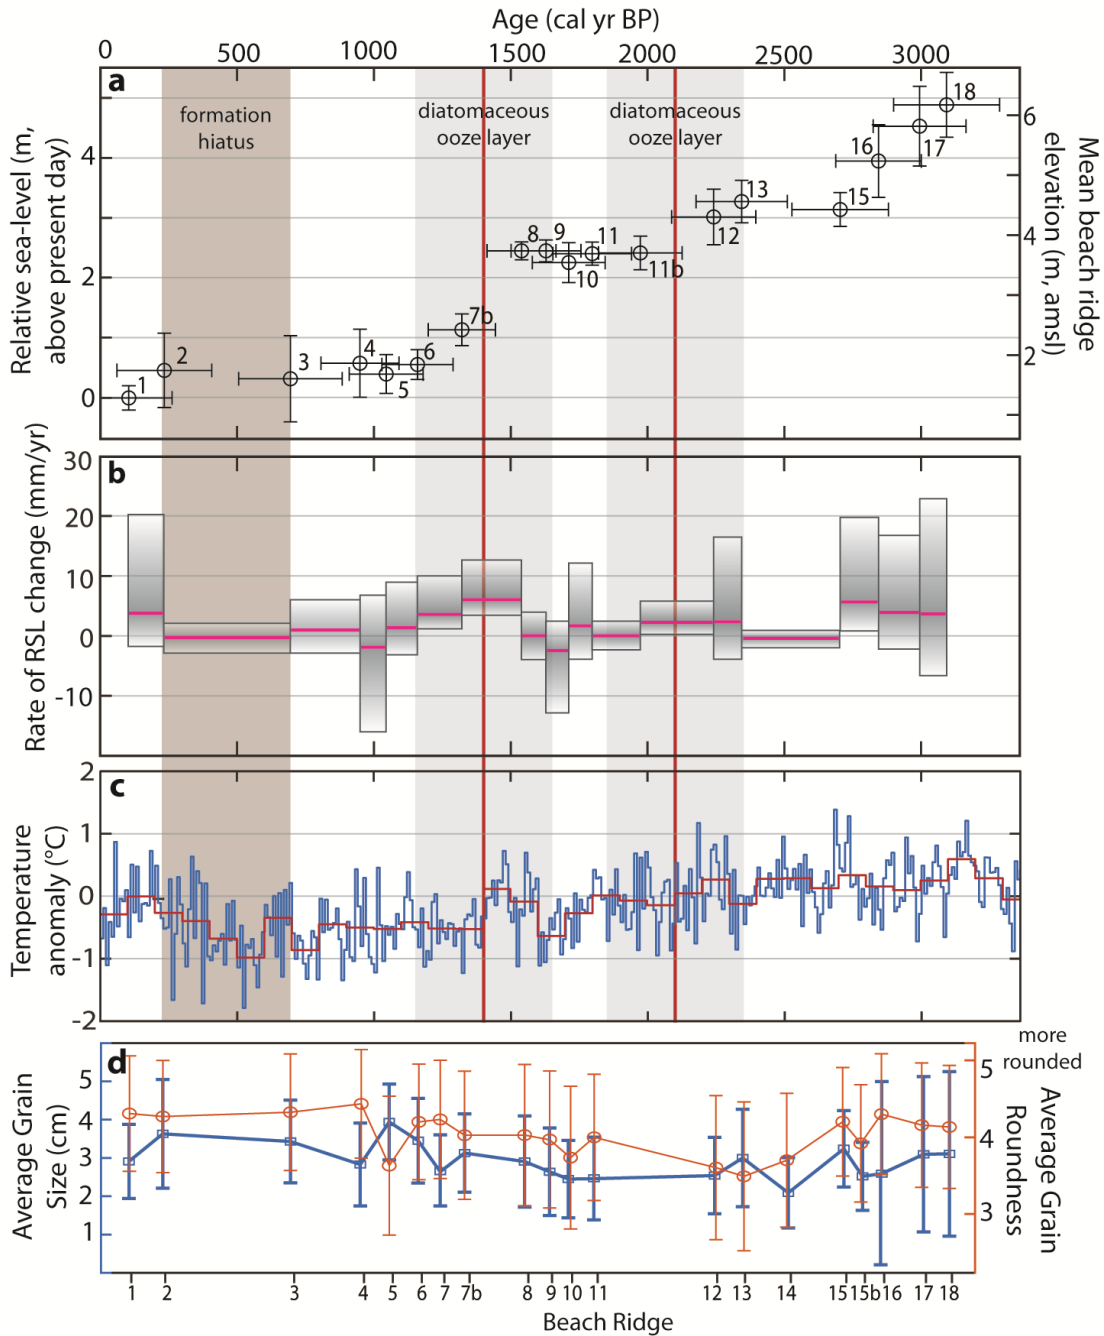 Age (cal yr BP)
0 500 1000 1500 2000 2500 3000
a
formation
hiatus
diatomaceous
ooze layer
diatomaceous
ooze layer
Relative sea-level (m,
above present day)
4
2
0
Mean beach ridge
elevation (m, amsl)
6
4
2
1
2
3
4
5
6
7b
8
9
10
11
11b
12
13
15
16
17
18
b
Rate of RSL change (mm/yr)
30
20
10
0
-10
c
Temperature
anomaly (°C)
2
1
0
-1
-2
d
Average Grain
Size (cm)
5
4
3
2
1
more
rounded
5
4
3
Average Grain
Roundness
1 2 3 4 5 6 7 7b 8 9 10 11 12 13 14 15 15b 16 17 18
Beach Ridge